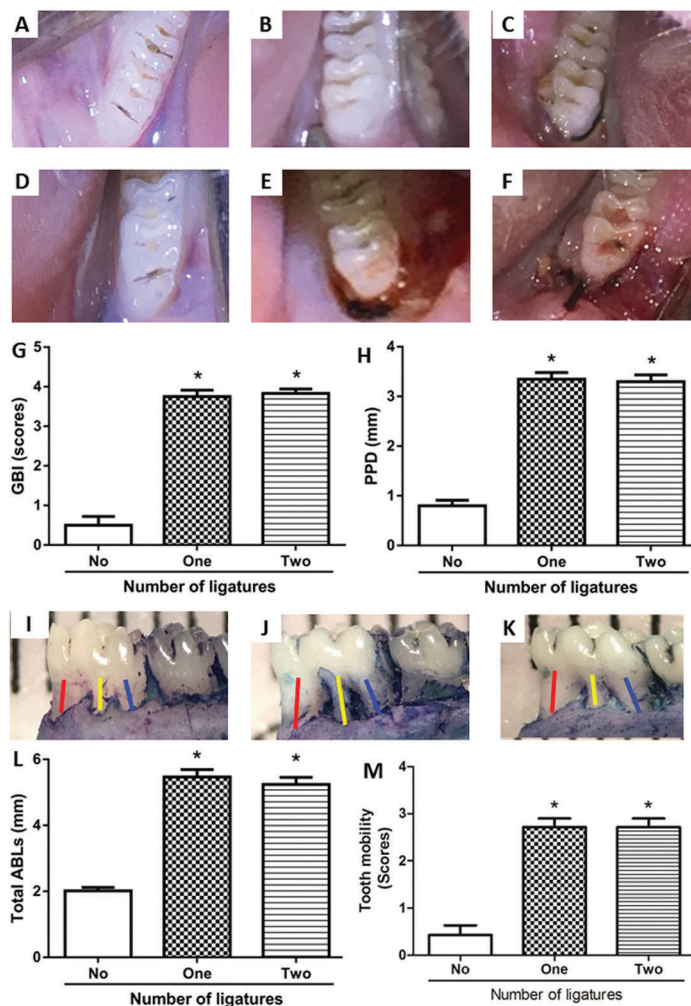 A
B
C
D
E
F
G
5
4
3
2
1
0
GBI (scores)
*
*
No
One
Two
Number of ligatures
H
4
3
2
1
0
PPD (mm)
*
*
No
One
Two
Number of ligatures
I
J
K
L
6
4
2
0
Total ABLs (mm)
*
*
No
One
Two
Number of ligatures
M
4
3
2
1
0
Tooth mobility
(Scores)
*
*
No
One
Two
Number of ligatures